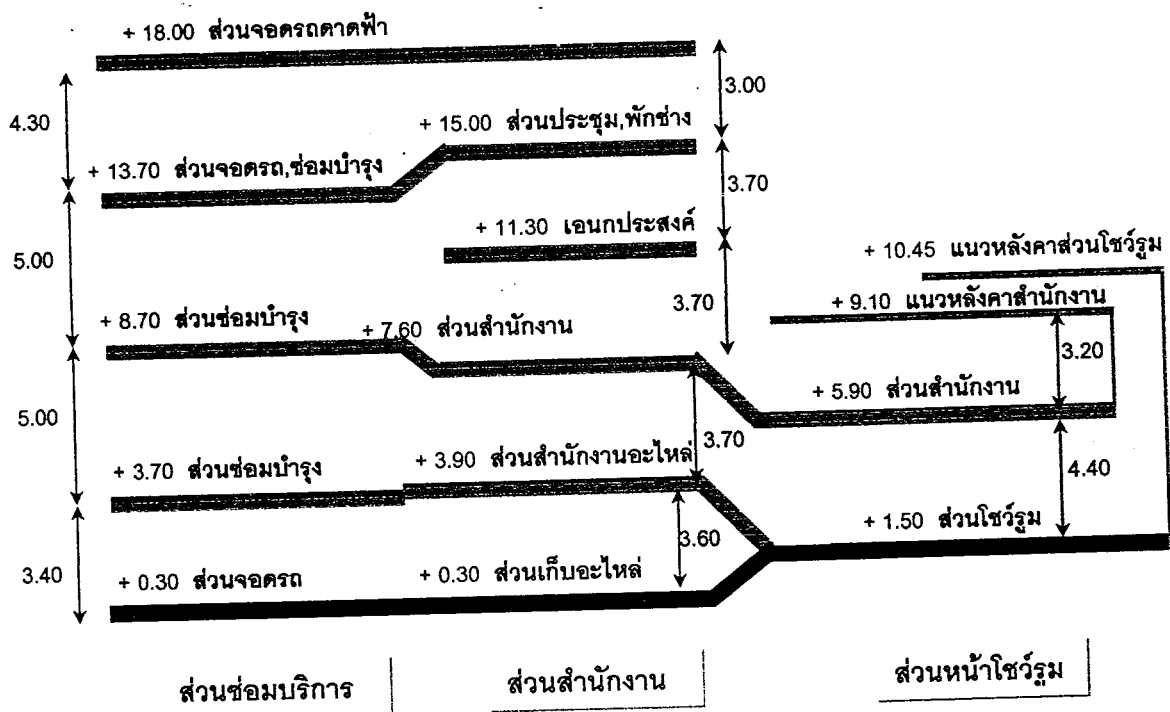 + 18.00 ส่วนจอดรถดาดฟ้า
4.30
3.00
+ 15.00 ส่วนประชุม,พักช่าง
+ 13.70 ส่วนจอดรถ,ซ่อมบำรุง
3.70
+ 11.30 เอนกประสงค์
5.00
+ 10.45 แนวหลังคาส่วนโชว์รูม
3.70
+ 9.10 แนวหลังคาสำนักงาน
+ 8.70 ส่วนซ่อมบำรุง
+ 7.60 ส่วนสำนักงาน
3.20
5.00
+ 5.90 ส่วนสำนักงาน
3.70
+ 3.70 ส่วนซ่อมบำรุง
+ 3.90 ส่วนสำนักงานอะไหล่
4.40
+ 1.50 ส่วนโชว์รูม
3.60
3.40
+ 0.30 ส่วนจอดรถ
+ 0.30 ส่วนเก็บอะไหล่
ส่วนซ่อมบริการ
ส่วนสำนักงาน
ส่วนหน้าโชว์รูม